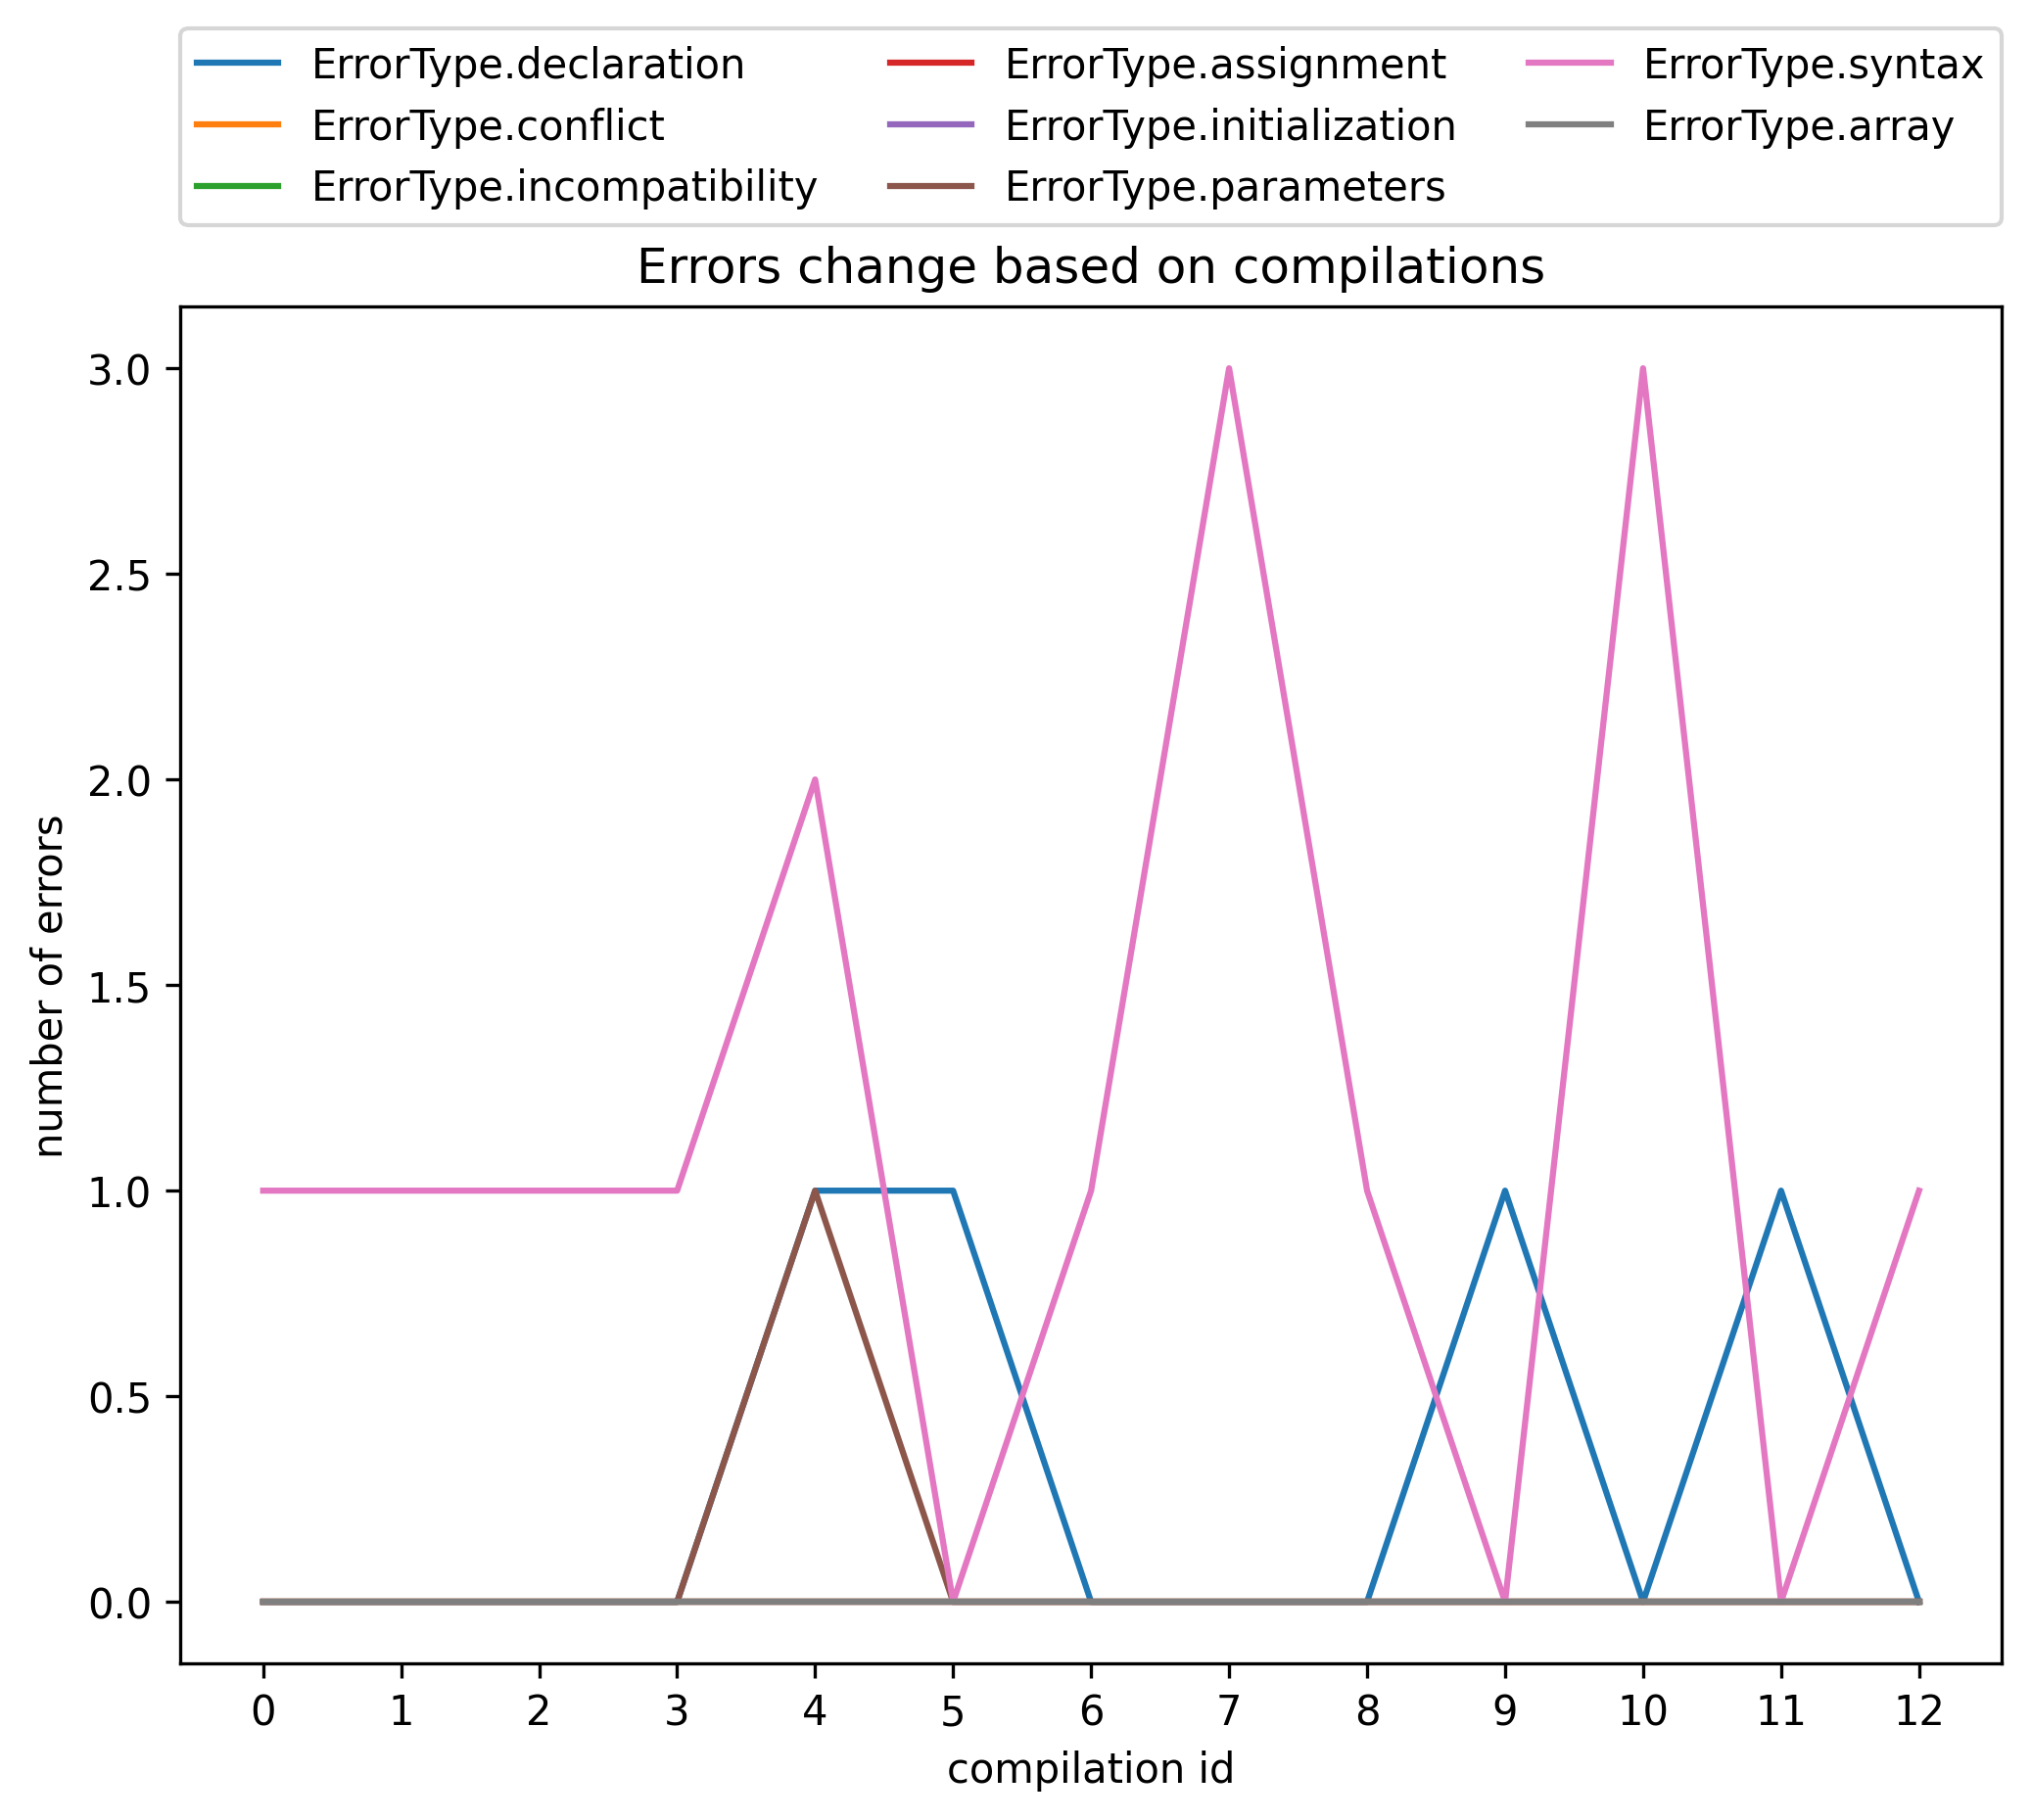 ErrorType.declaration
ErrorType.conflict
ErrorType.incompatibility
ErrorType.assignment
ErrorType.initialization
ErrorType.parameters
ErrorType.syntax
ErrorType.array
Errors change based on compilations
3.0
2.5
2.0
1.5
1.0
0.5
0.0
number of errors
0 1 2 3 4 5 6 7 8 9 10 11 12
compilation id